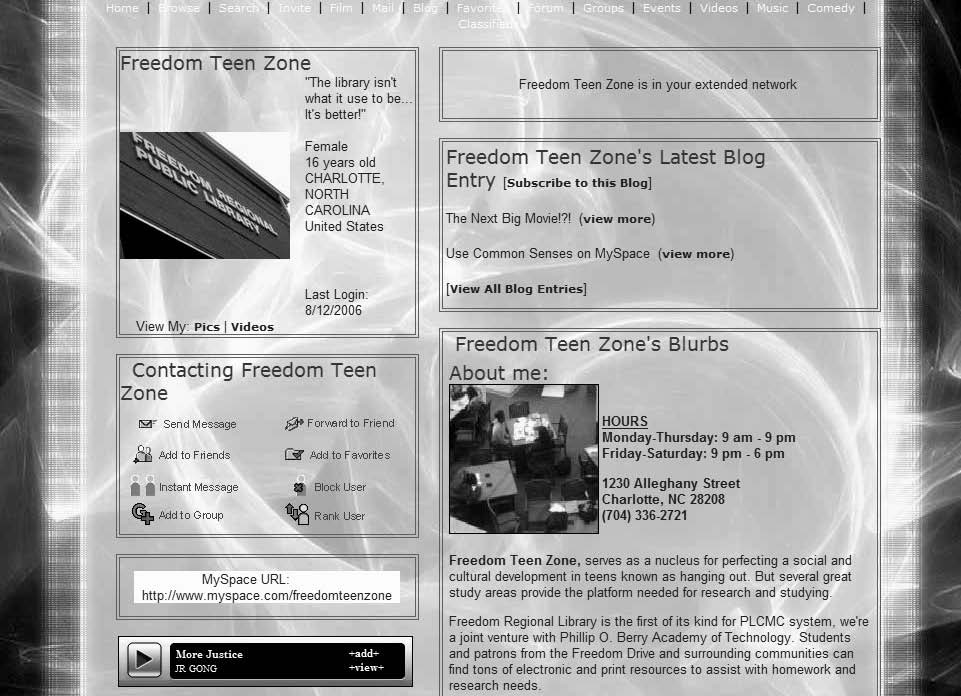 Home | Browse | Search | Invite | Film | Mail | Blog | Favorites | Forum | Groups | Events | Videos | Music | Comedy |
Classifieds
Freedom Teen Zone
"The library isn't
what it use to be...
It's better!"
FREEDOM REGIONAL
PUBLIC LIBRARY
Female
16 years old
CHARLOTTE,
NORTH
CAROLINA
United States
Last Login:
8/12/2006
View My: Pics | Videos
Contacting Freedom Teen
Zone
Send Message
Forward to Friend
Add to Friends
Add to Favorites
Instant Message
Block User
Add to Group
Rank User
MySpace URL:
http://www.myspace.com/freedomteenzone
More Justice
JR GONG
+add+
+view+
Freedom Teen Zone is in your extended network
Freedom Teen Zone's Latest Blog
Entry [Subscribe to this Blog]
The Next Big Movie!?! (view more)
Use Common Senses on MySpace (view more)
[View All Blog Entries]
Freedom Teen Zone's Blurbs
About me:
HOURS
Monday-Thursday: 9 am - 9 pm
Friday-Saturday: 9 pm - 6 pm
1230 Alleghany Street
Charlotte, NC 28208
(704) 336-2721
Freedom Teen Zone, serves as a nucleus for perfecting a social and
cultural development in teens known as hanging out. But several great
study areas provide the platform needed for research and studying.
Freedom Regional Library is the first of its kind for PLCMC system, we're
a joint venture with Phillip O. Berry Academy of Technology. Students
and patrons from the Freedom Drive and surrounding communities can
find tons of electronic and print resources to assist with homework and
research needs.